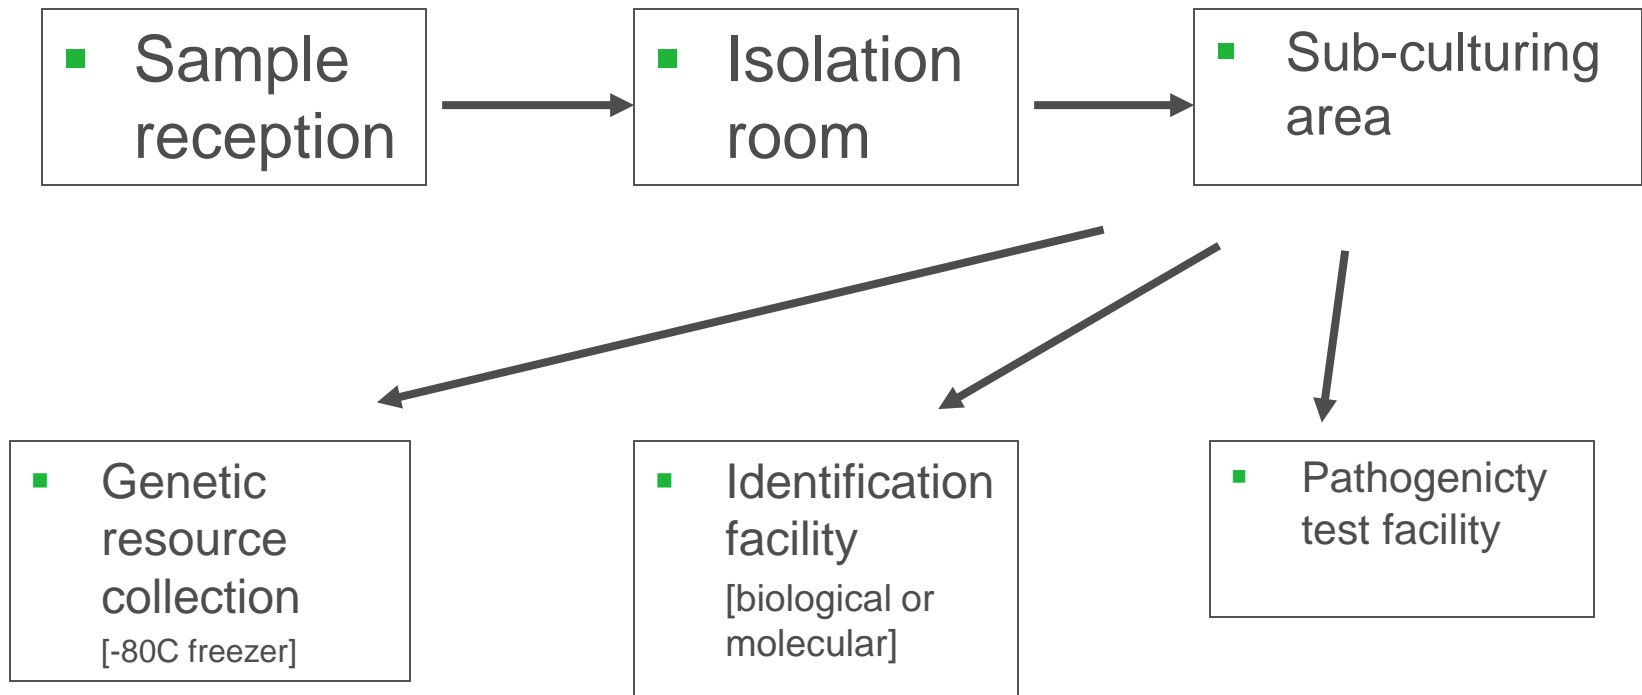 Sample
reception
Isolation
room
Sub-culturing
area
Genetic
resource
collection
[-80C freezer]
Identification
facility
[biological or
molecular]
Pathogenicty
test facility